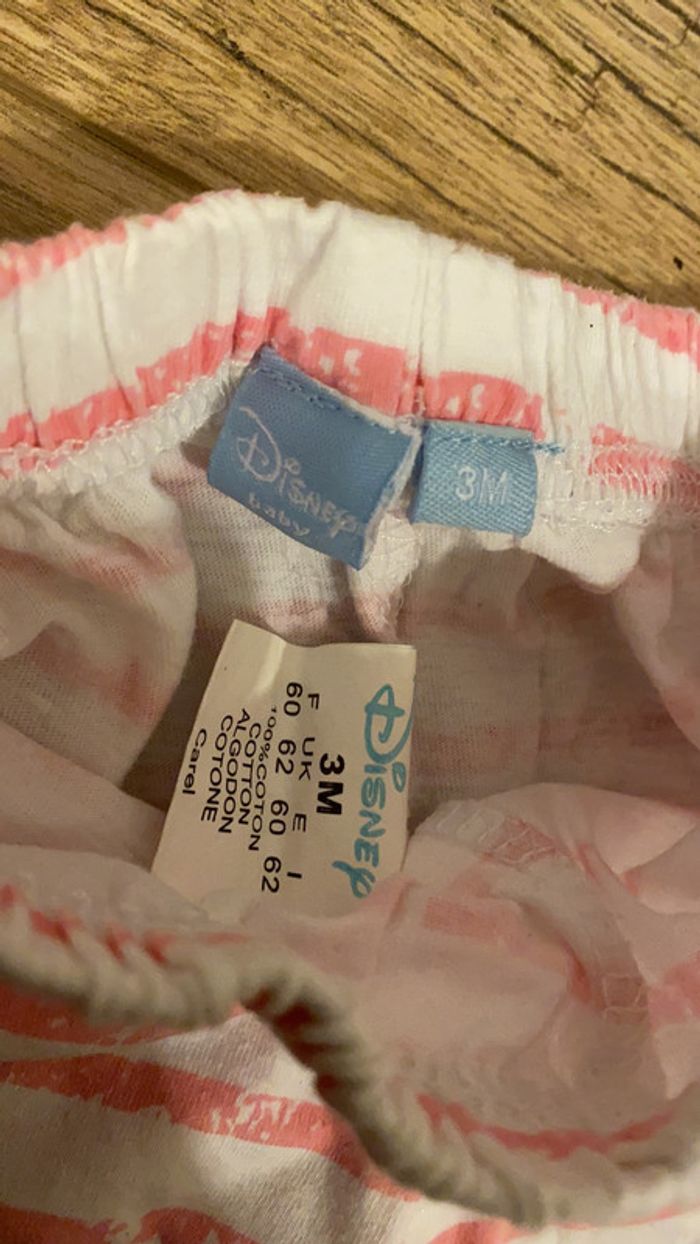 Disney
baby
3M
Disney
3M
F UK E I
60 62 60 62
100%COTON
COTTON
ALGODON
COTONE
Carel